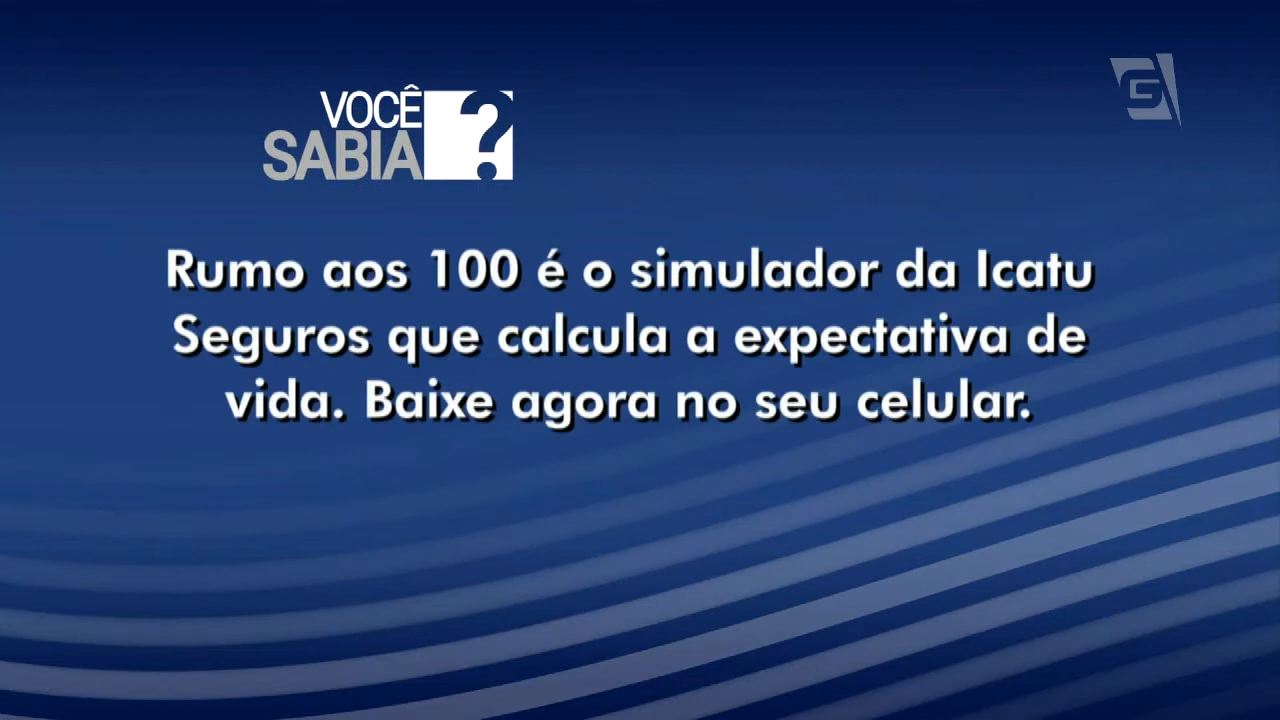 VOCÊ
SABIA?
Rumo aos 100 é o simulador da Icatu
Seguros que calcula a expectativa de
vida. Baixe agora no seu celular.